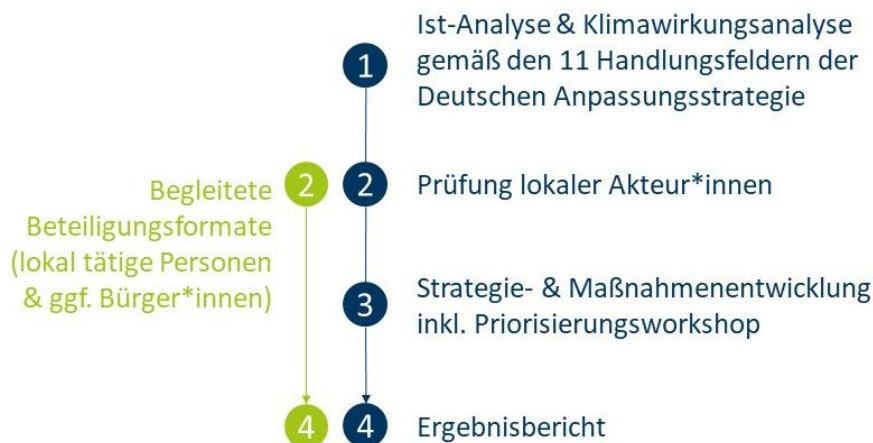 1
Ist-Analyse & Klimawirkungsanalyse
gemäß den 11 Handlungsfeldern der
Deutschen Anpassungsstrategie
Begleitete
Beteiligungsformate
(lokal tätige Personen
& ggf. Bürger*innen)
2
2
Prüfung lokaler Akteur*innen
3
Strategie- & Maßnahmenentwicklung
inkl. Priorisierungsworkshop
4
4
Ergebnisbericht